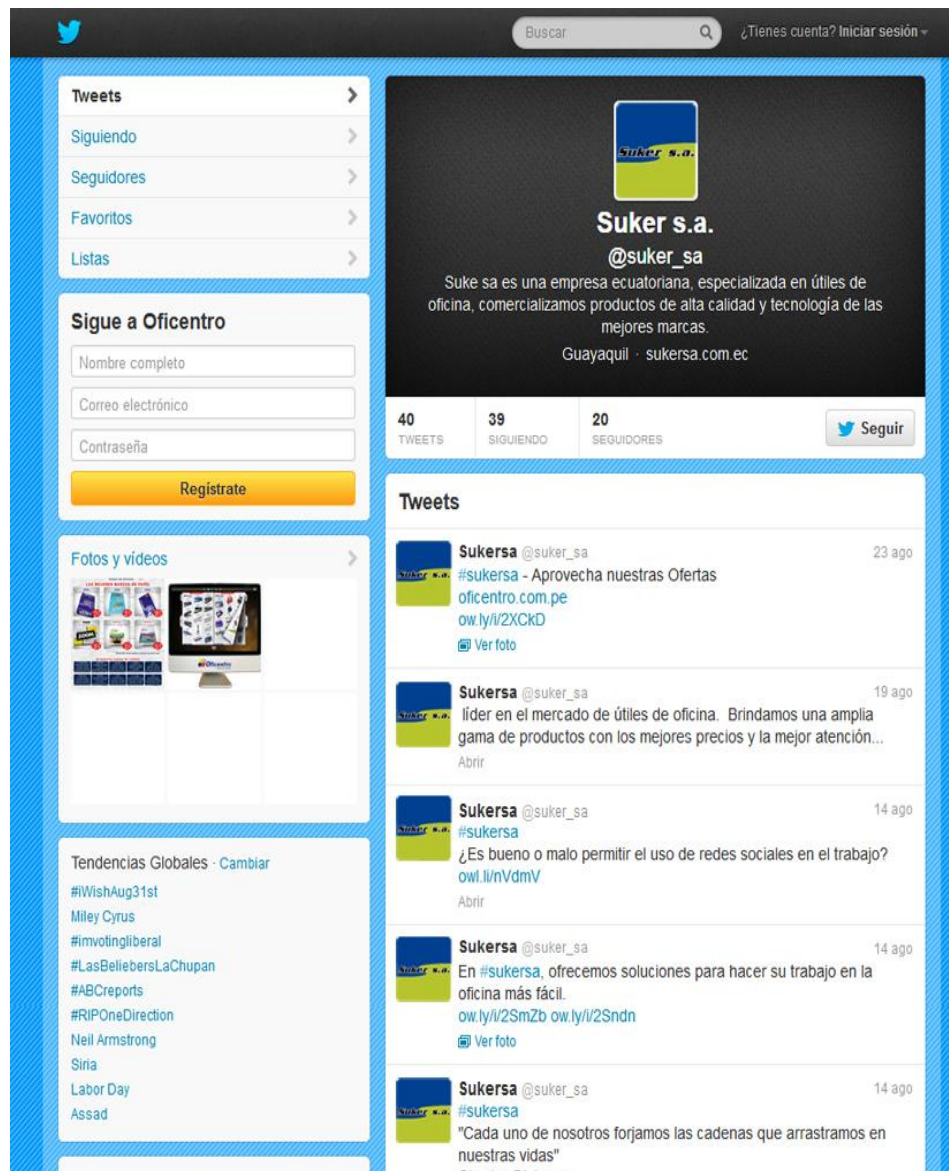 Buscar
¿Tienes cuenta? Iniciar sesión
Tweets
Siguiendo
Seguidores
Favoritos
Listas
Sigue a Oficentro
Nombre completo
Correo electrónico
Contraseña
Regístrate
Fotos y vídeos
Oficentro
Tendencias Globales · Cambiar
#iWishAug31st
Miley Cyrus
#imvotingliberal
#LasBeliebersLaChupan
#ABCreports
#RIPOneDirection
Neil Armstrong
Siria
Labor Day
Assad
Suker s.a.
Suker s.a.
@suker_sa
Suke sa es una empresa ecuatoriana, especializada en útiles de
oficina, comercializamos productos de alta calidad y tecnología de las
mejores marcas.
Guayaquil · sukersa.com.ec
40 TWEETS
39 SIGUIENDO
20 SEGUIDORES
Seguir
Tweets
Suker s.a.
Sukersa @suker_sa 23 ago
#sukersa - Aprovecha nuestras Ofertas
oficentro.com.pe
ow.ly/i/2XCkD
Ver foto
Suker s.a.
Sukersa @suker_sa 19 ago
líder en el mercado de útiles de oficina. Brindamos una amplia
gama de productos con los mejores precios y la mejor atención...
Abrir
Suker s.a.
Sukersa @suker_sa 14 ago
#sukersa
¿Es bueno o malo permitir el uso de redes sociales en el trabajo?
owl.li/nVdmV
Abrir
Suker s.a.
Sukersa @suker_sa 14 ago
En #sukersa, ofrecemos soluciones para hacer su trabajo en la
oficina más fácil.
ow.ly/i/2SmZb ow.ly/i/2Sndn
Ver foto
Suker s.a.
Sukersa @suker_sa 14 ago
#sukersa
"Cada uno de nosotros forjamos las cadenas que arrastramos en
nuestras vidas"